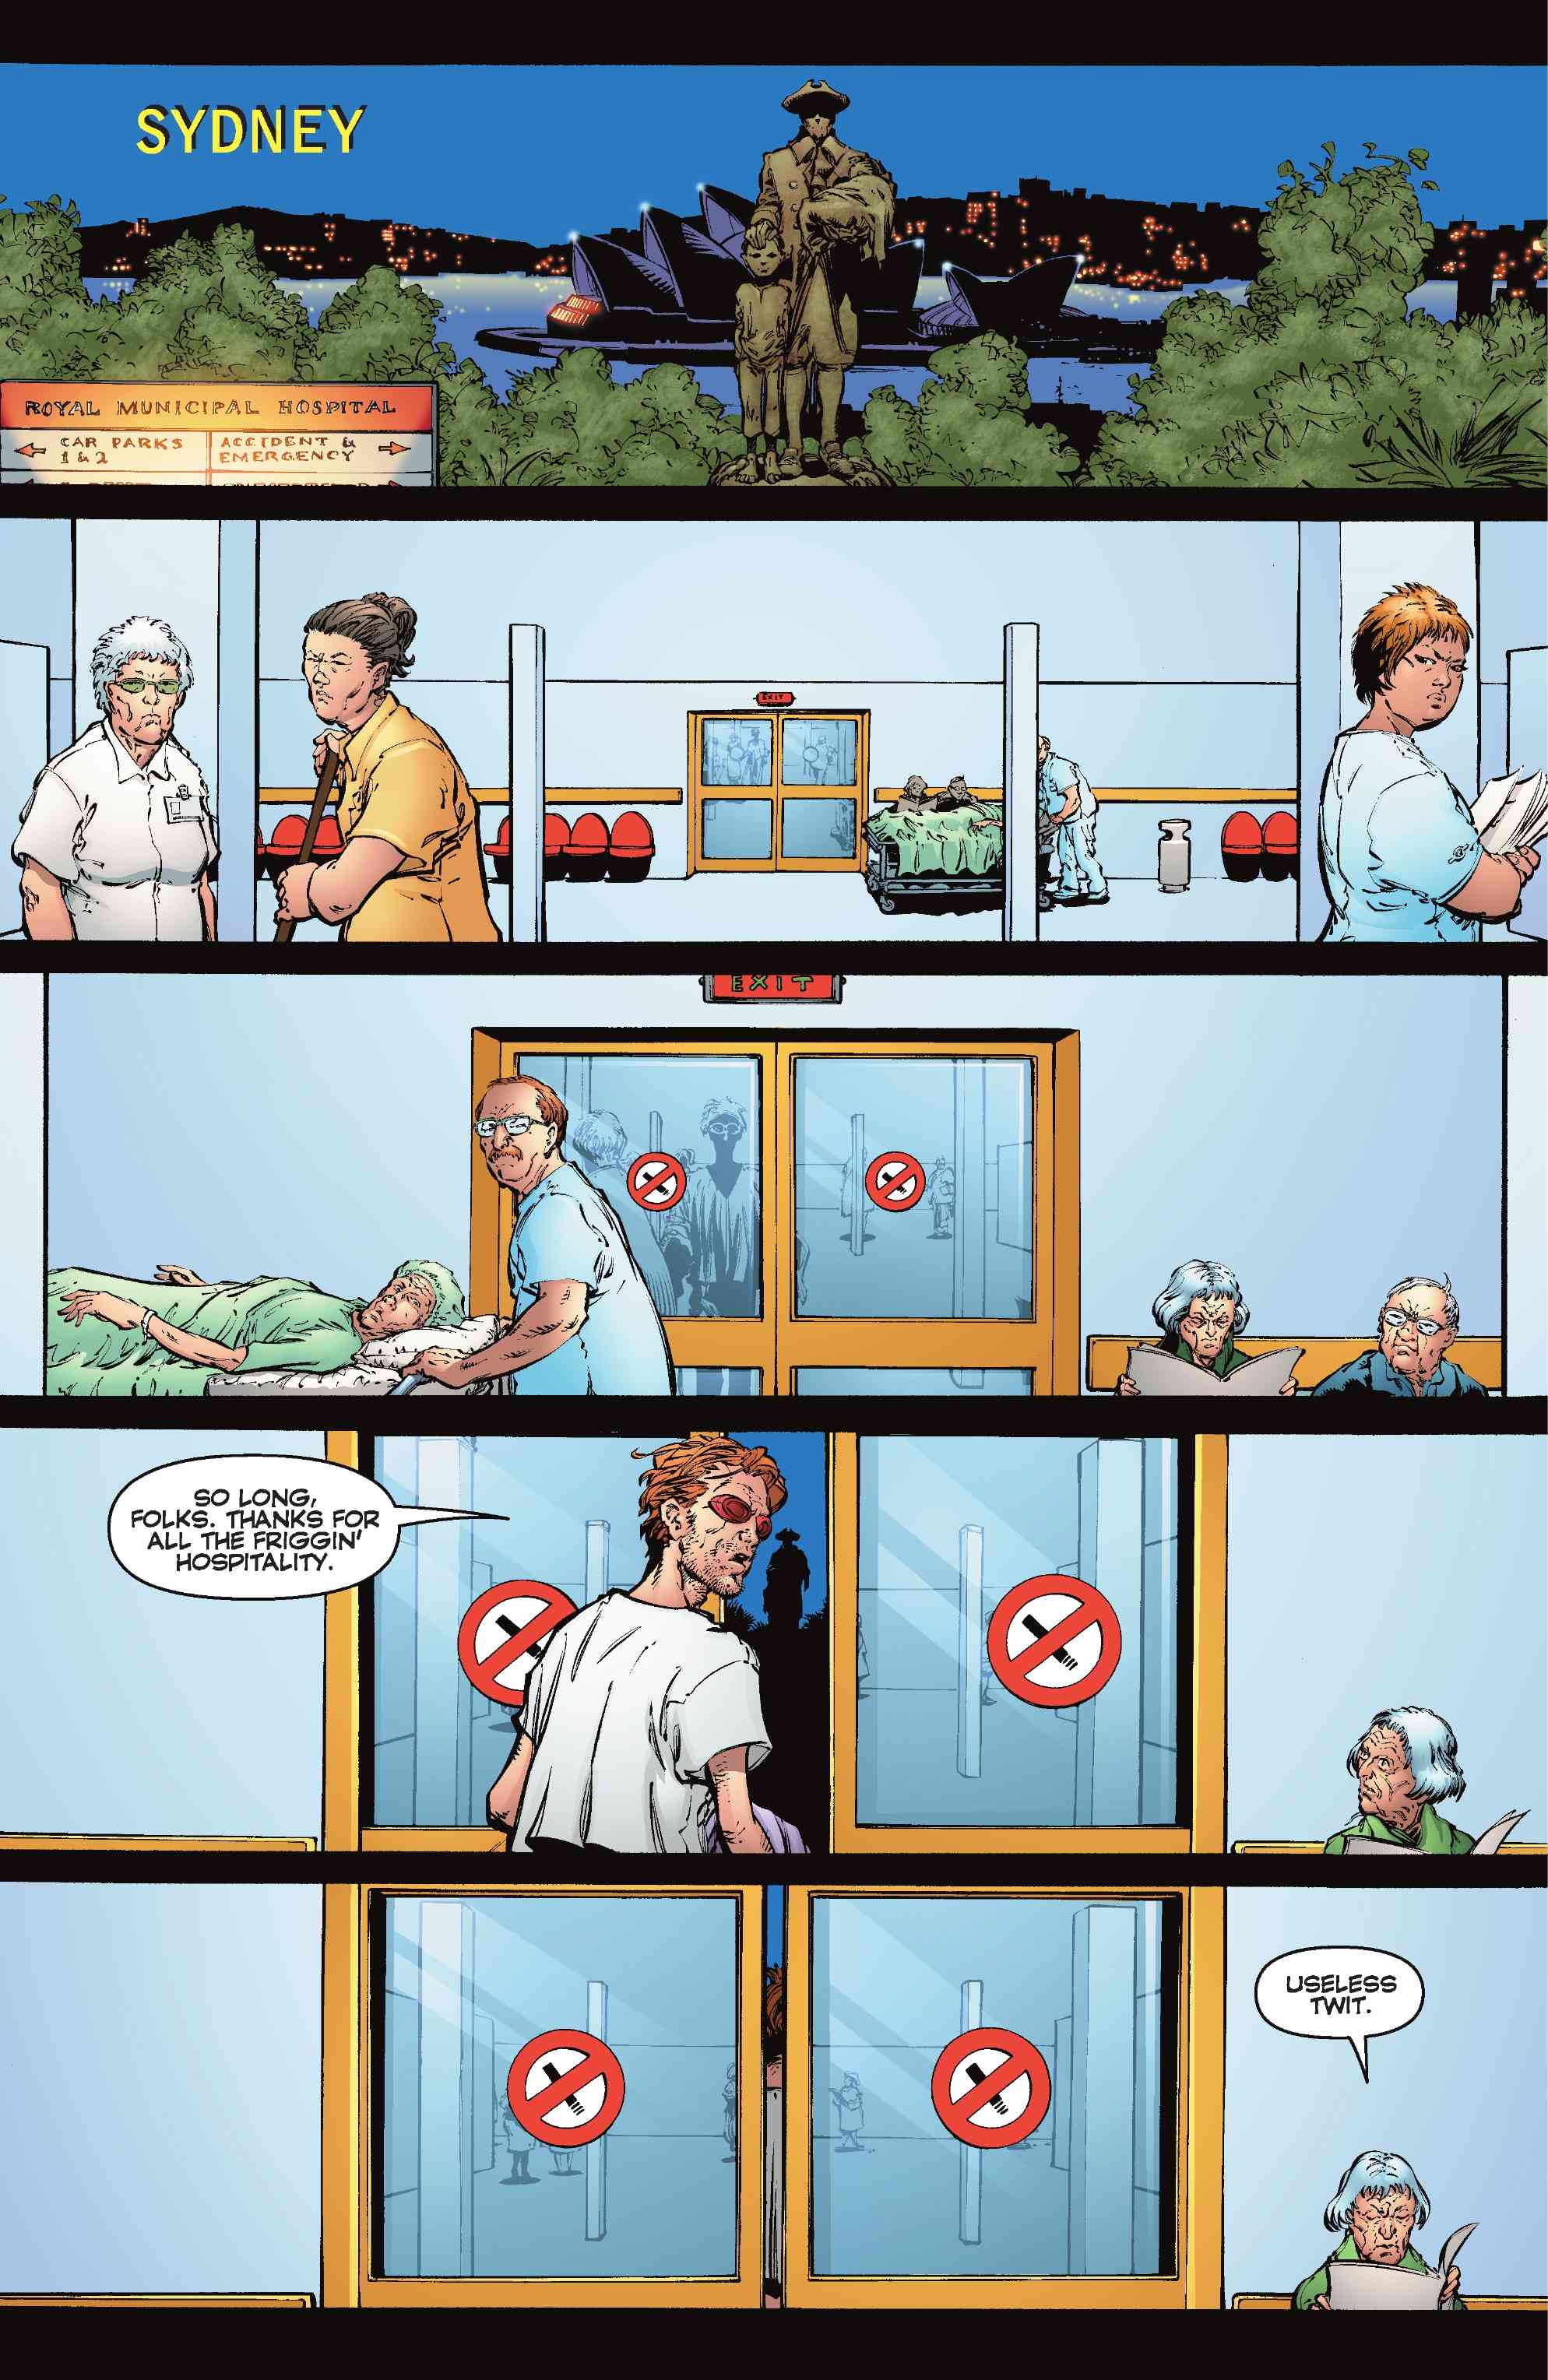 SYDNEY
ROYAL MUNICIPAL HOSPITAL
CAR PARKS
1 & 2
ACCIDENT &
EMERGENCY
EXIT
EXIT
SO LONG,
FOLKS. THANKS FOR
ALL THE FRIGGIN'
HOSPITALITY.
USELESS
TWIT.